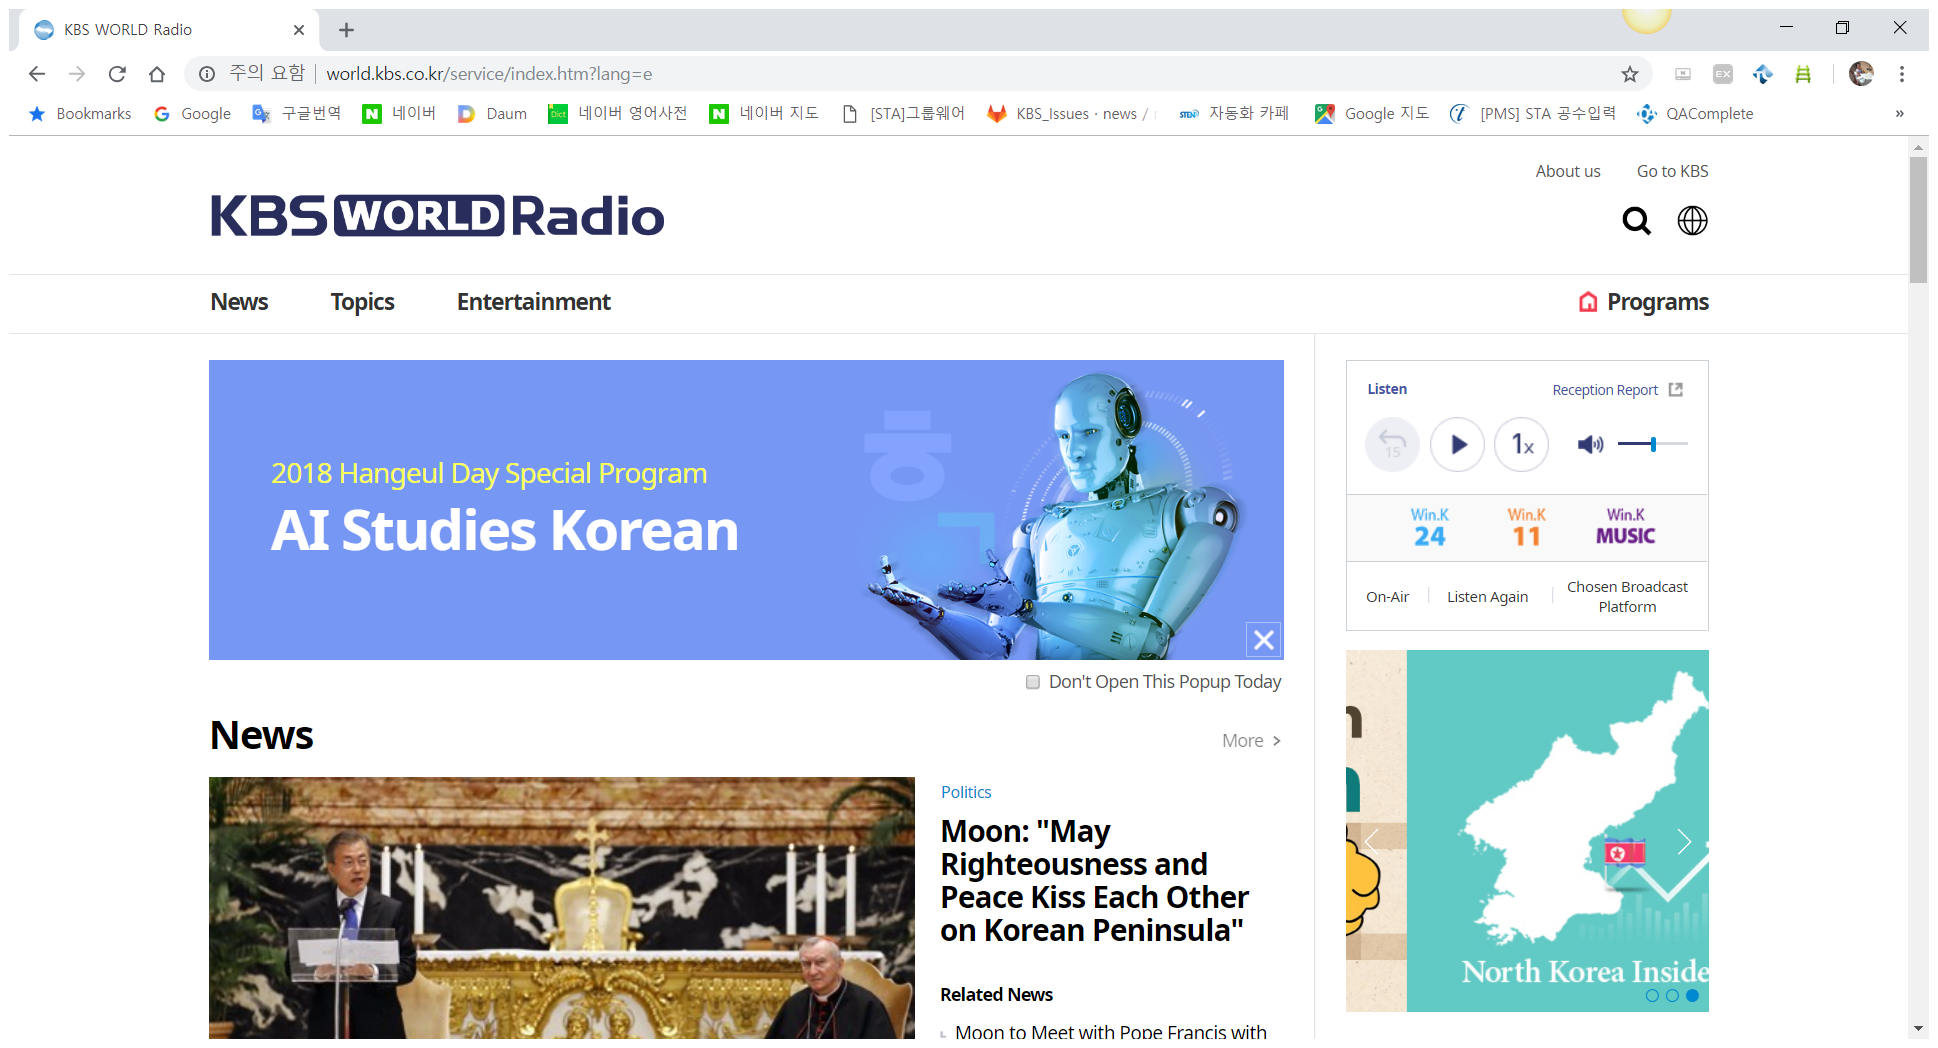 KBS WORLD Radio
주의 요함 world.kbs.co.kr/service/index.htm?lang=e
EX
Bookmarks Google 구글번역 네이버 Daum 네이버 영어사전 네이버 지도 [STA]그룹웨어 KBS_Issues · news / 자동화 카페 Google 지도 [PMS] STA 공수입력 QAComplete »
About us Go to KBS
KBS WORLD Radio
News Topics Entertainment Programs
2018 Hangeul Day Special Program
AI Studies Korean
흐
ㄱ
Don't Open This Popup Today
News
More >
Politics
Moon: "May
Righteousness and
Peace Kiss Each Other
on Korean Peninsula"
Related News
Moon to Meet with Pope Francis with
Listen Reception Report
15
1x
Win.K 24
Win.K 11
Win.K MUSIC
On-Air Listen Again Chosen Broadcast
Platform
North Korea Inside